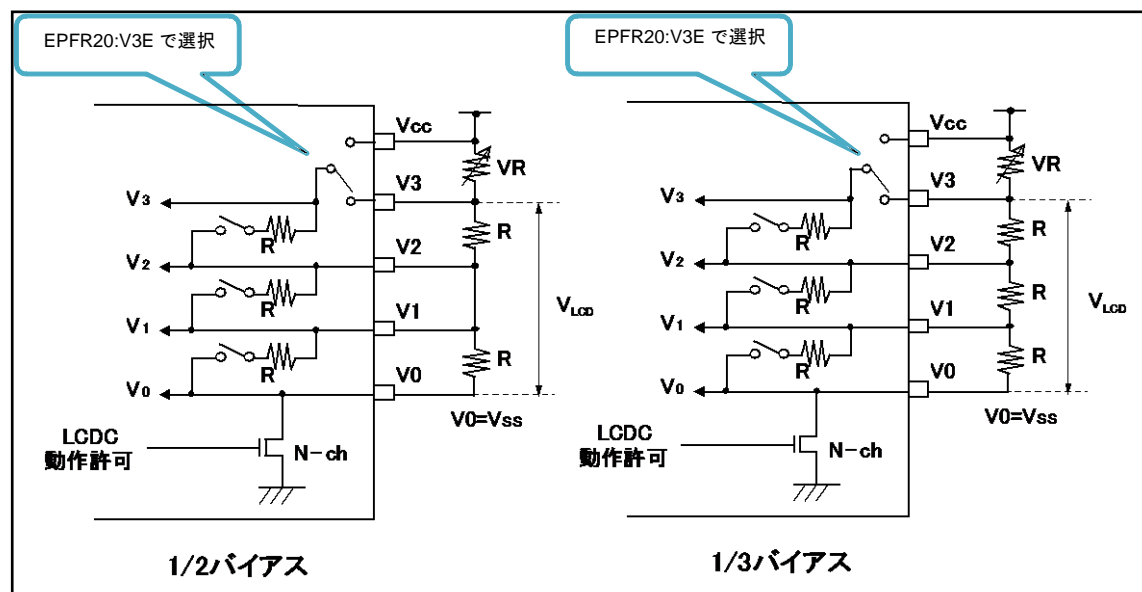 EPFR20:V3E で選択
Vcc
VR
V3
V3
R
R
V2
V2
R
V1
V1
R
R
V0
V0
VLCD
V0=Vss
LCDC
動作許可
N-ch
1/2バイアス
EPFR20:V3E で選択
Vcc
VR
V3
V3
R
R
V2
V2
R
R
V1
V1
R
R
V0
V0
VLCD
V0=Vss
LCDC
動作許可
N-ch
1/3バイアス